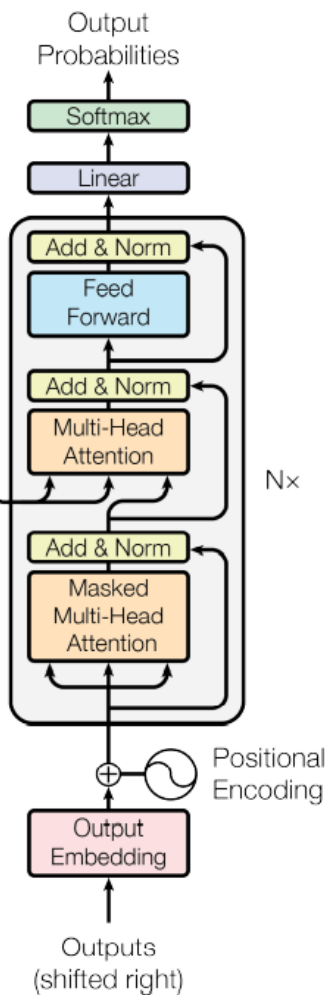 Output
Probabilities
Softmax
Linear
Add & Norm
Feed
Forward
Add & Norm
Multi-Head
Attention
N×
Add & Norm
Masked
Multi-Head
Attention
Positional
Encoding
Output
Embedding
Outputs
(shifted right)